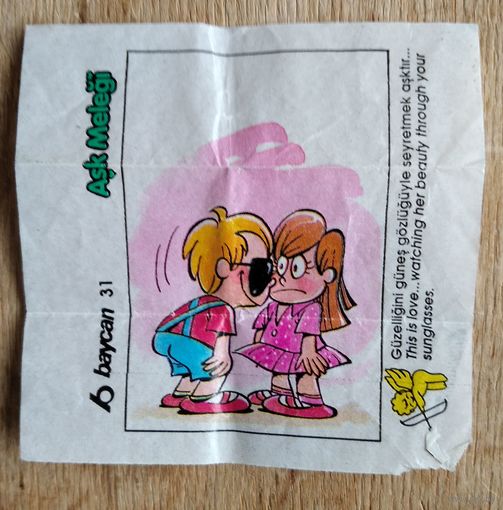 Aşk Meleği
baycan 31
Güzelliğini güneş gözlüğüyle seyretmek aşktır...
This is love...watching her beauty through your
sunglasses.